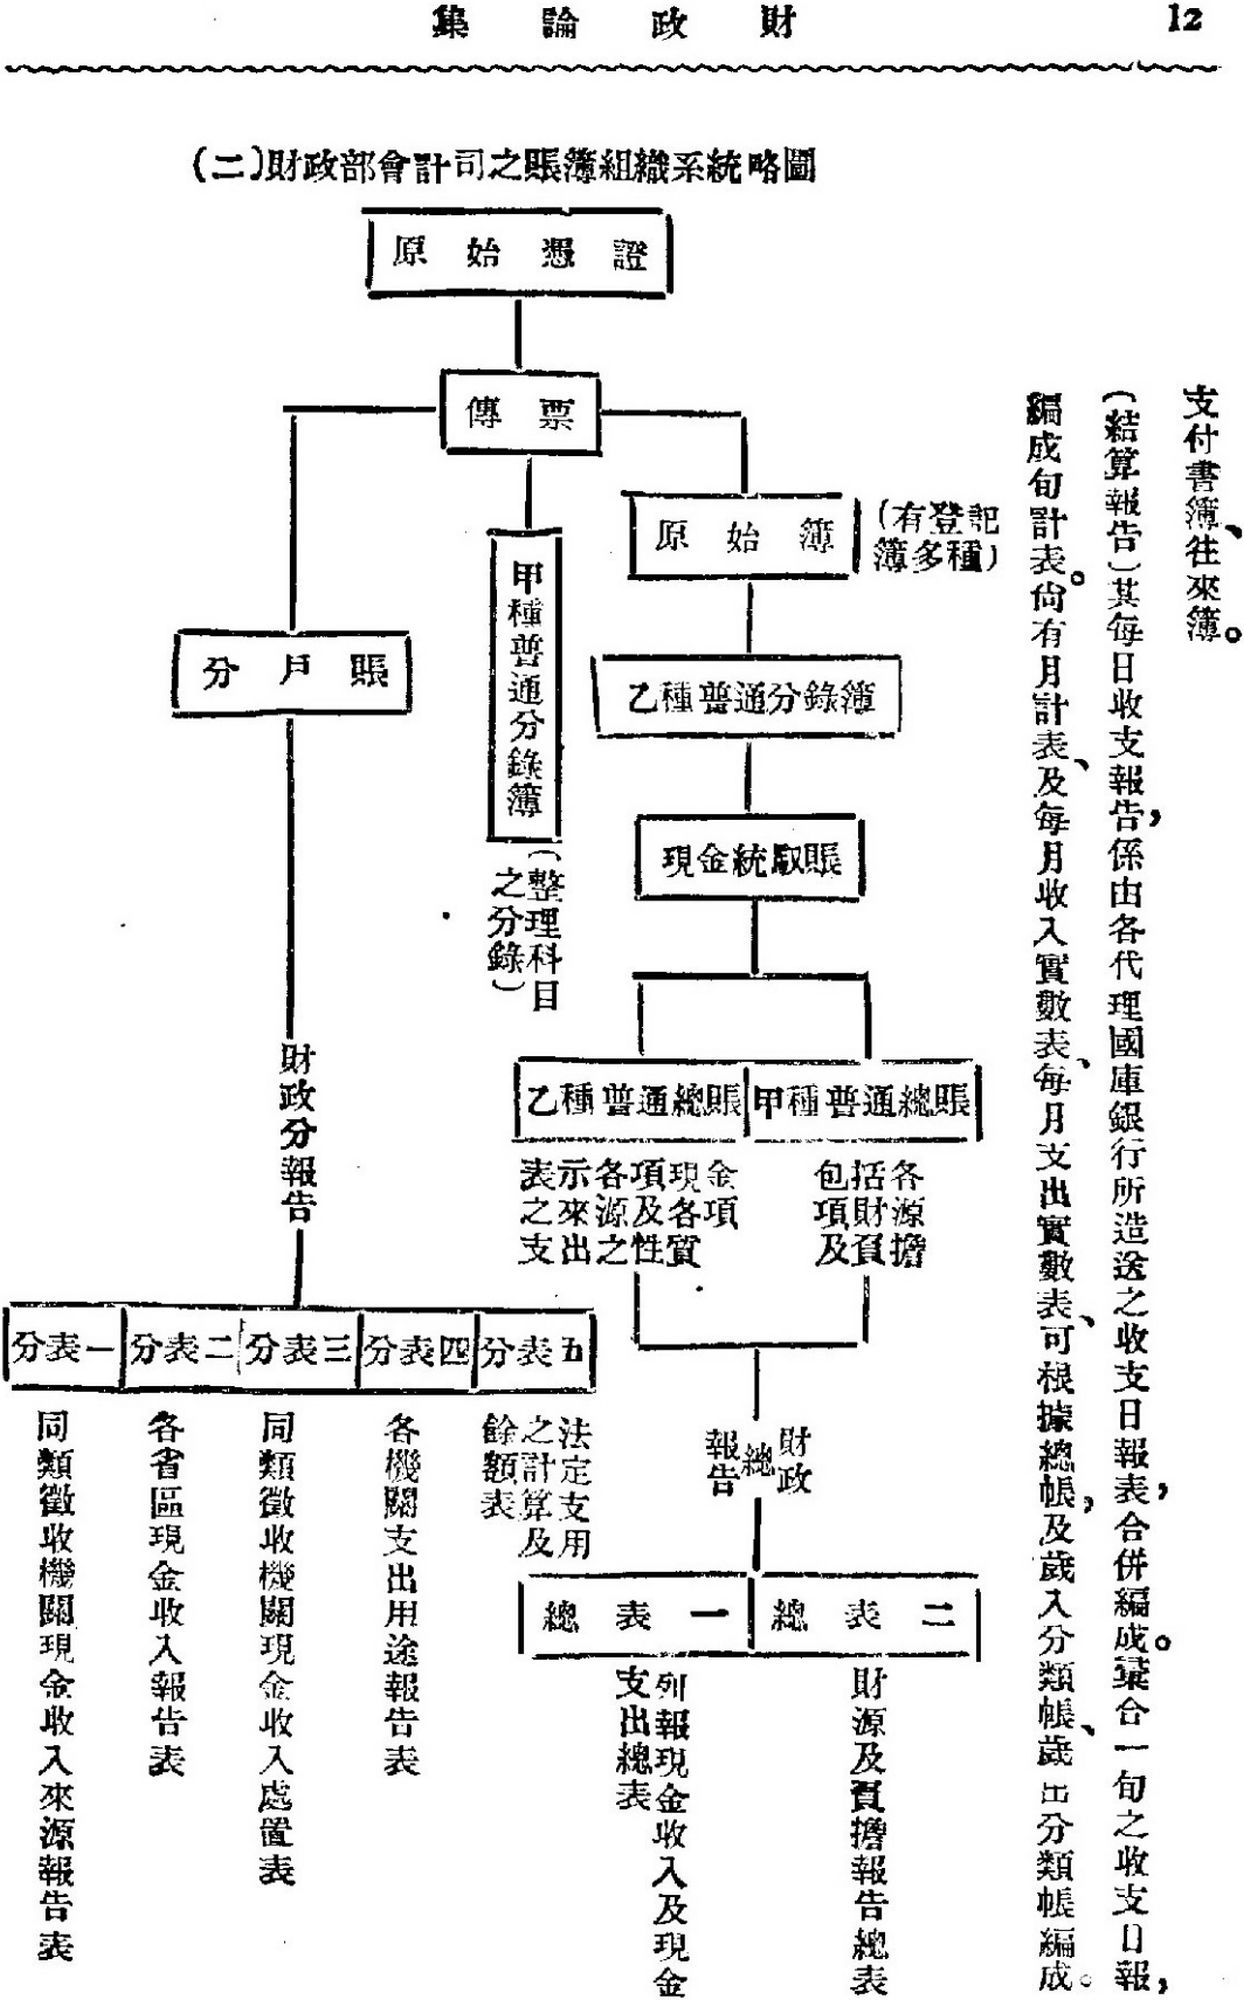 12
財政論集
支付書簿、往來簿。
(結算報告)其每日收支報告,係由各代理國庫銀行所造送之收支日報表,合併編成。彙合一旬之收支日報,
編成旬計表。尙有月計表、及每月收入實數表、每月支出實數表、可根據總帳,及歲入分類帳、歲出分類帳編成。
(二)財政部會計司之賬簿組織系統略圖
原始憑證
傳票
原始簿
(有登記
簿多種)
甲種普通分錄簿
(整理科目
之分錄)
分戶賬
乙種普通分錄簿
現金統馭賬
乙種普通總賬
甲種普通總賬
表示各項現金
之來源及各項
支出之性質
包括各
項財源
及負擔
財政分報告
財政
總
報告
分表一
分表二
分表三
分表四
分表五
同類徵收機關現金收入來源報告表
各省區現金收入報告表
同類徵收機關現金收入處置表
各機關支出用途報告表
法定支用
之計算及
餘額表
總表一
總表二
列報現金收入及現金
支出總表
財源及負擔報告總表